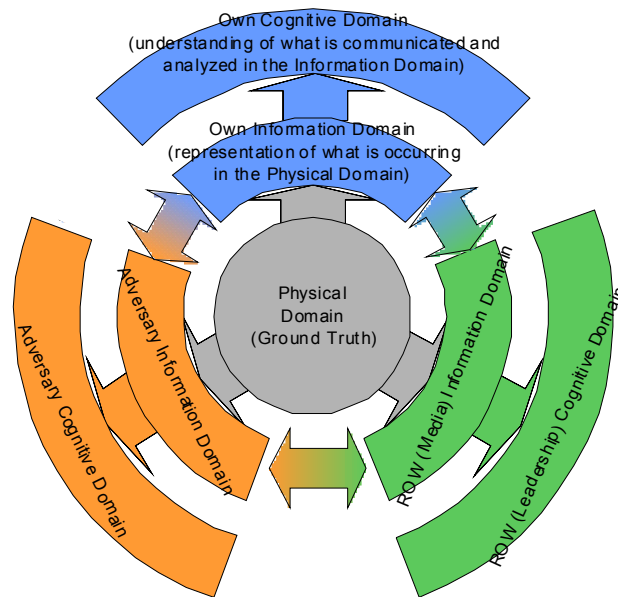 Own Cognitive Domain
(understanding of what is communicated and
analyzed in the Information Domain)
Own Information Domain
(representation of what is occurring
in the Physical Domain)
Physical
Domain
(Ground Truth)
Adversary Information Domain
Adversary Cognitive Domain
ROW (Media) Information Domain
ROW (Leadership) Cognitive Domain